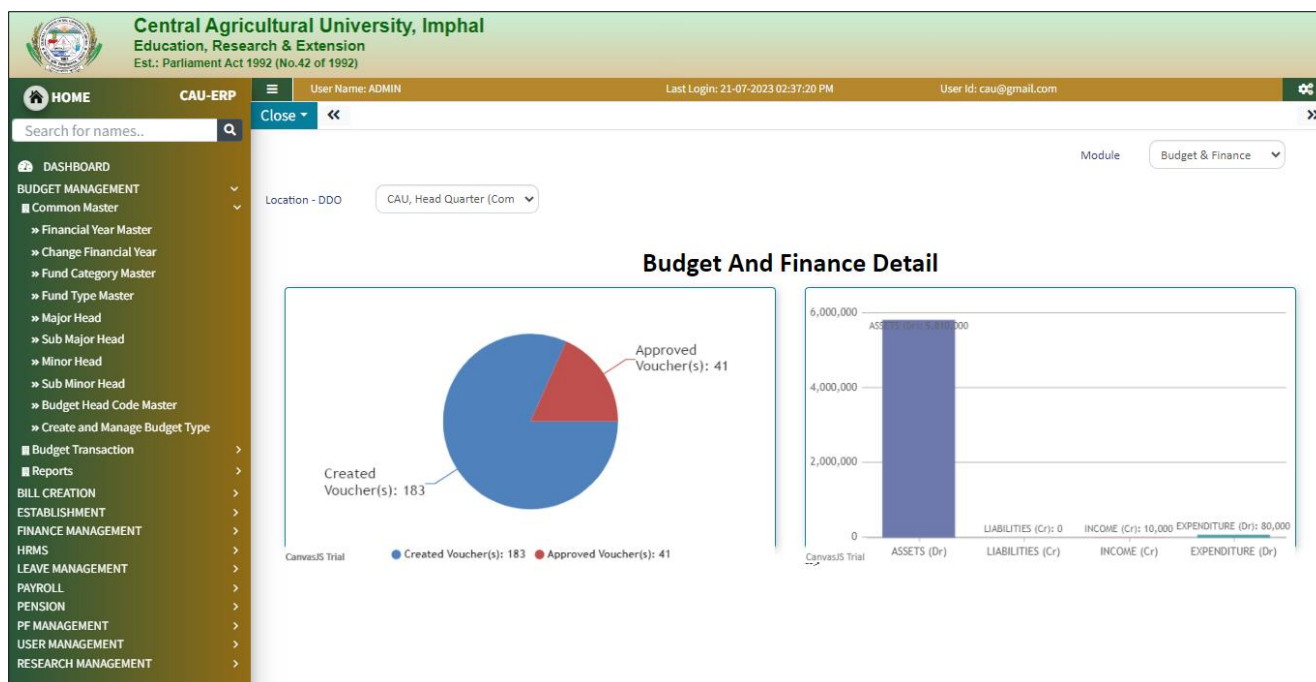 Central Agricultural University, Imphal
Education, Research & Extension
Est.: Parliament Act 1992 (No.42 of 1992)
HOME CAU-ERP
User Name: ADMIN Last Login: 21-07-2023 02:37:20 PM User Id: cau@gmail.com
Search for names..
Close
DASHBOARD
BUDGET MANAGEMENT
Common Master
» Financial Year Master
» Change Financial Year
» Fund Category Master
» Fund Type Master
» Major Head
» Sub Major Head
» Minor Head
» Sub Minor Head
» Budget Head Code Master
» Create and Manage Budget Type
Budget Transaction
Reports
BILL CREATION
ESTABLISHMENT
FINANCE MANAGEMENT
HRMS
LEAVE MANAGEMENT
PAYROLL
PENSION
PF MANAGEMENT
USER MANAGEMENT
RESEARCH MANAGEMENT
Module Budget & Finance
Location - DDO CAU, Head Quarter (Com
Budget And Finance Detail
Approved
Voucher(s): 41
Created
Voucher(s): 183
CanvasJS Trial
Created Voucher(s): 183 Approved Voucher(s): 41
6,000,000
ASSETS (Dr): 5,810,000
4,000,000
2,000,000
0
LIABILITIES (Cr): 0 INCOME (Cr): 10,000 EXPENDITURE (Dr): 80,000
ASSETS (Dr) LIABILITIES (Cr) INCOME (Cr) EXPENDITURE (Dr)
CanvasJS Trial